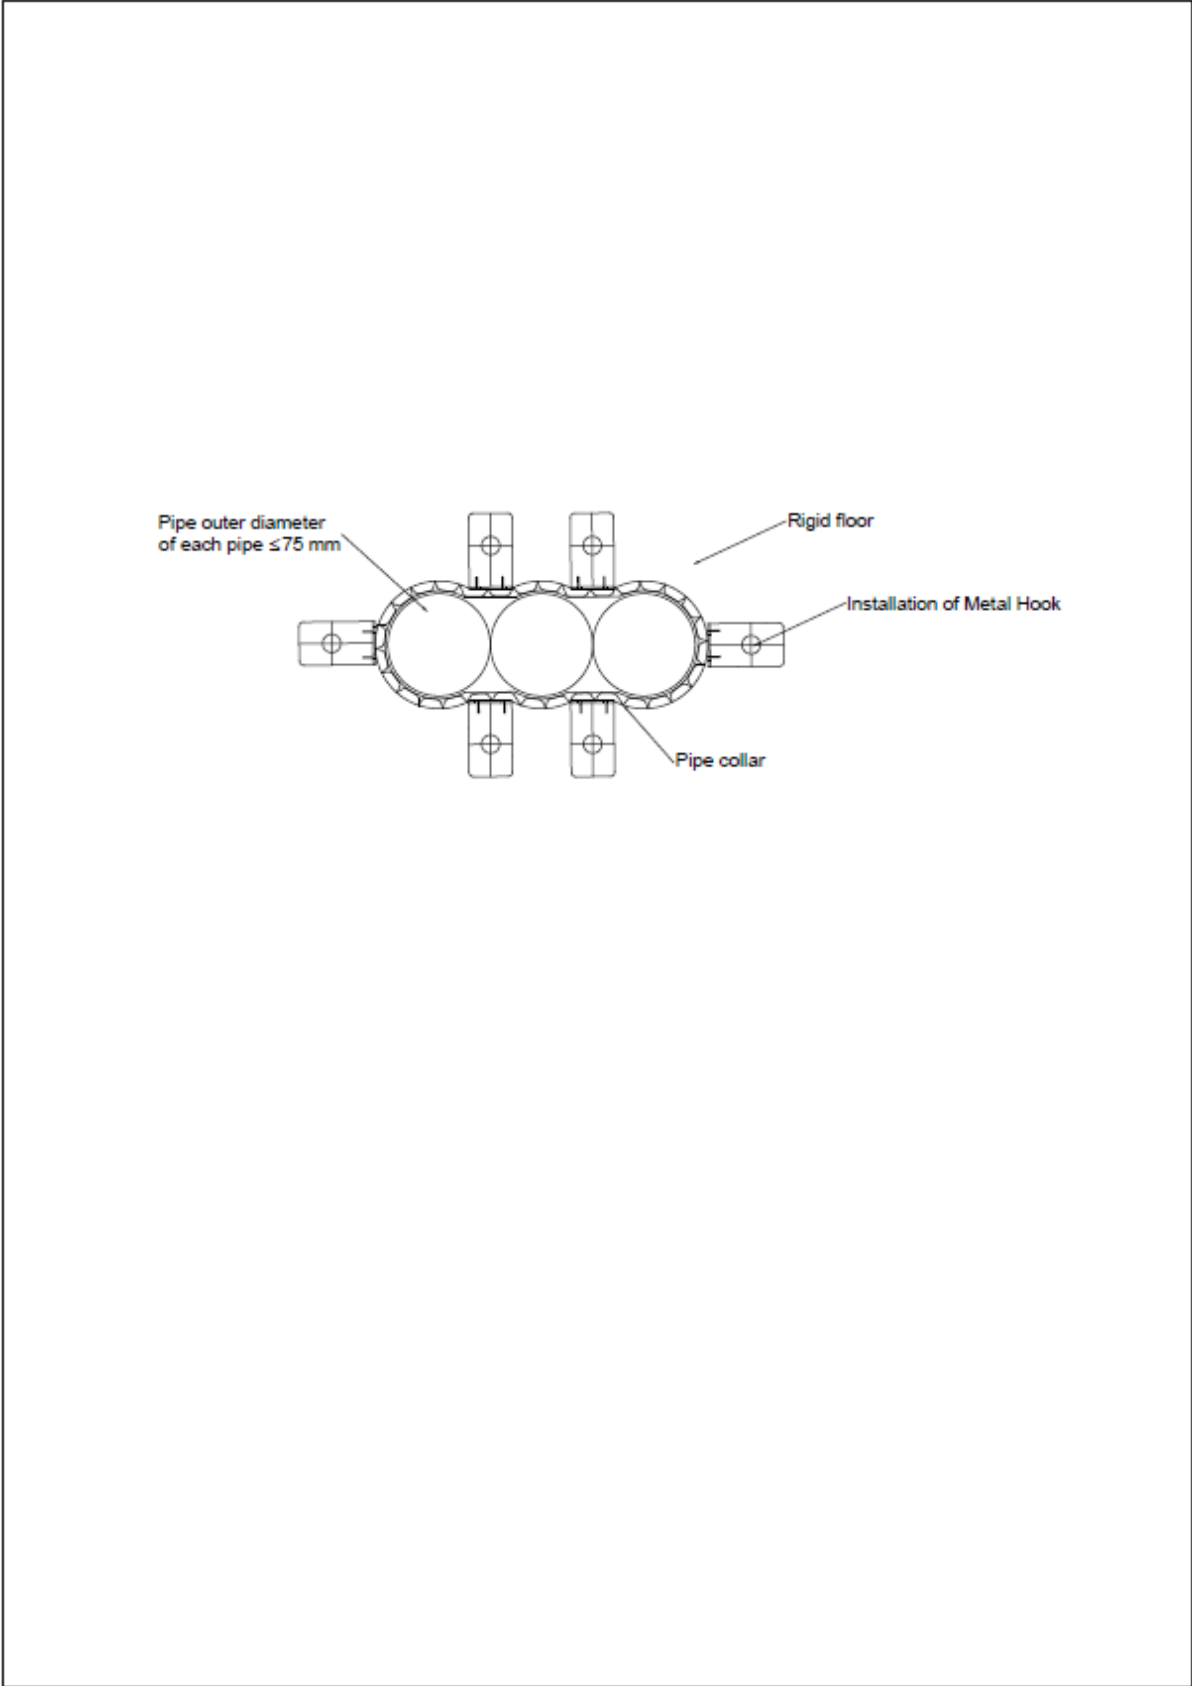 Pipe outer diameter
of each pipe ≤75 mm
Rigid floor
Installation of Metal Hook
Pipe collar